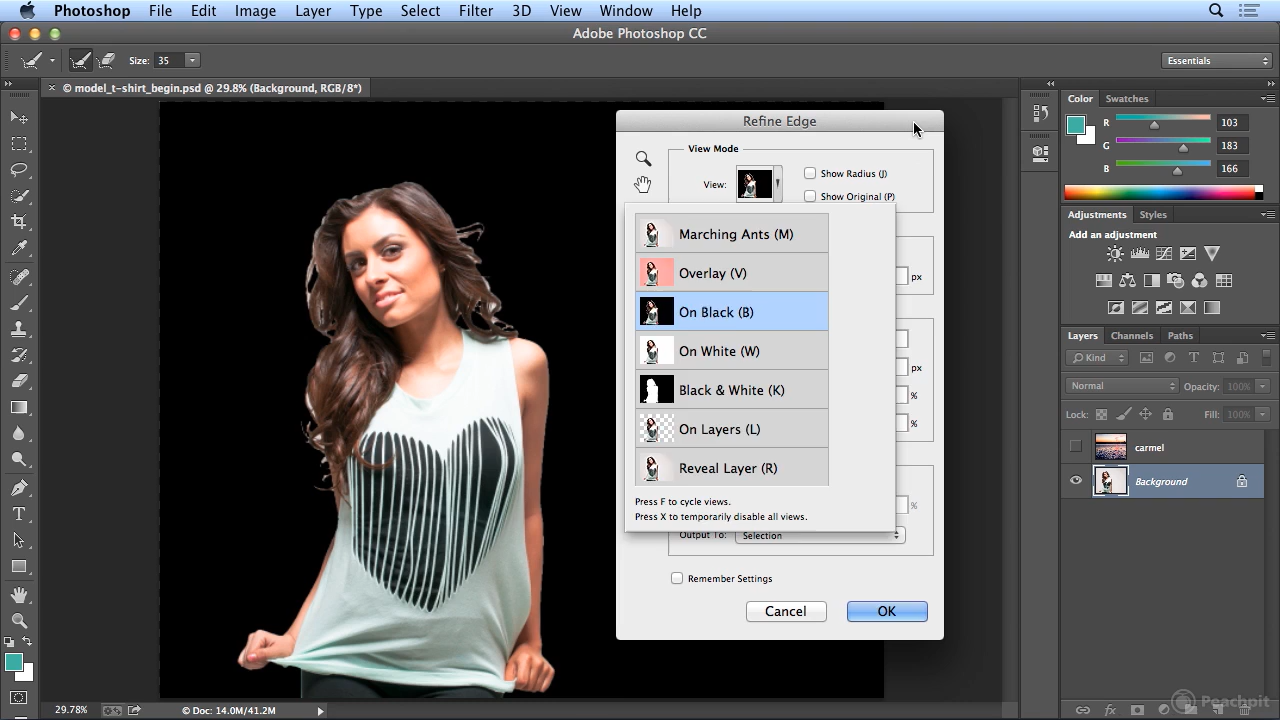 Photoshop File Edit Image Layer Type Select Filter 3D View Window Help
Adobe Photoshop CC
Size: 35
Essentials
× © model_t-shirt_begin.psd @ 29.8% (Background, RGB/8*)
Refine Edge
View Mode
View:
Show Radius (J)
Show Original (P)
Marching Ants (M)
Overlay (V)
On Black (B)
On White (W)
Black & White (K)
On Layers (L)
Reveal Layer (R)
Press F to cycle views.
Press X to temporarily disable all views.
px
px
%
%
%
Output To: Selection
Remember Settings
Cancel OK
Color Swatches
R 103
G 183
B 166
Adjustments Styles
Add an adjustment
Layers Channels Paths
Kind
Normal Opacity: 100%
Lock: Fill: 100%
carmel
Background
29.78% © Doc: 14.0M/41.2M
Peachpit